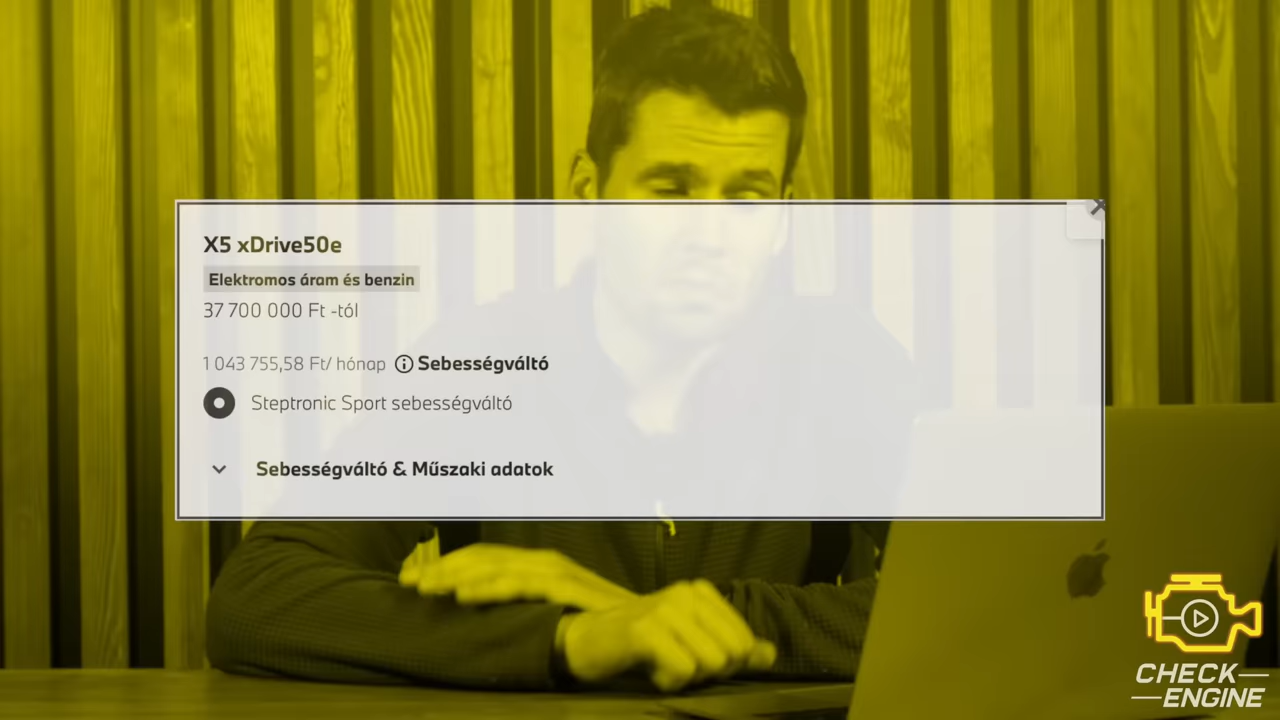 X5 xDrive50e
Elektromos áram és benzin
37 700 000 Ft -tól
1 043 755,58 Ft/ hónap ⓘ Sebességváltó
Steptronic Sport sebességváltó
Sebességváltó & Műszaki adatok
CHECK
ENGINE